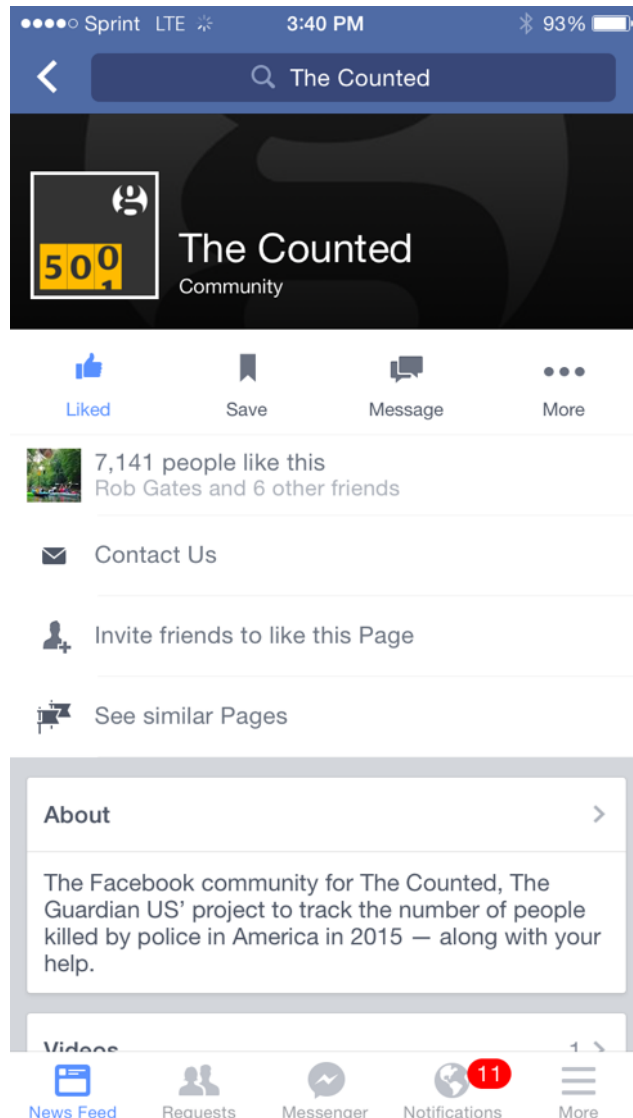 Sprint LTE 3:40 PM 93%
The Counted
500
1
The Counted
Community
Liked Save Message More
7,141 people like this
Rob Gates and 6 other friends
Contact Us
Invite friends to like this Page
See similar Pages
About
The Facebook community for The Counted, The
Guardian US’ project to track the number of people
killed by police in America in 2015 — along with your
help.
Videos 1
11
News Feed Requests Messenger Notifications More